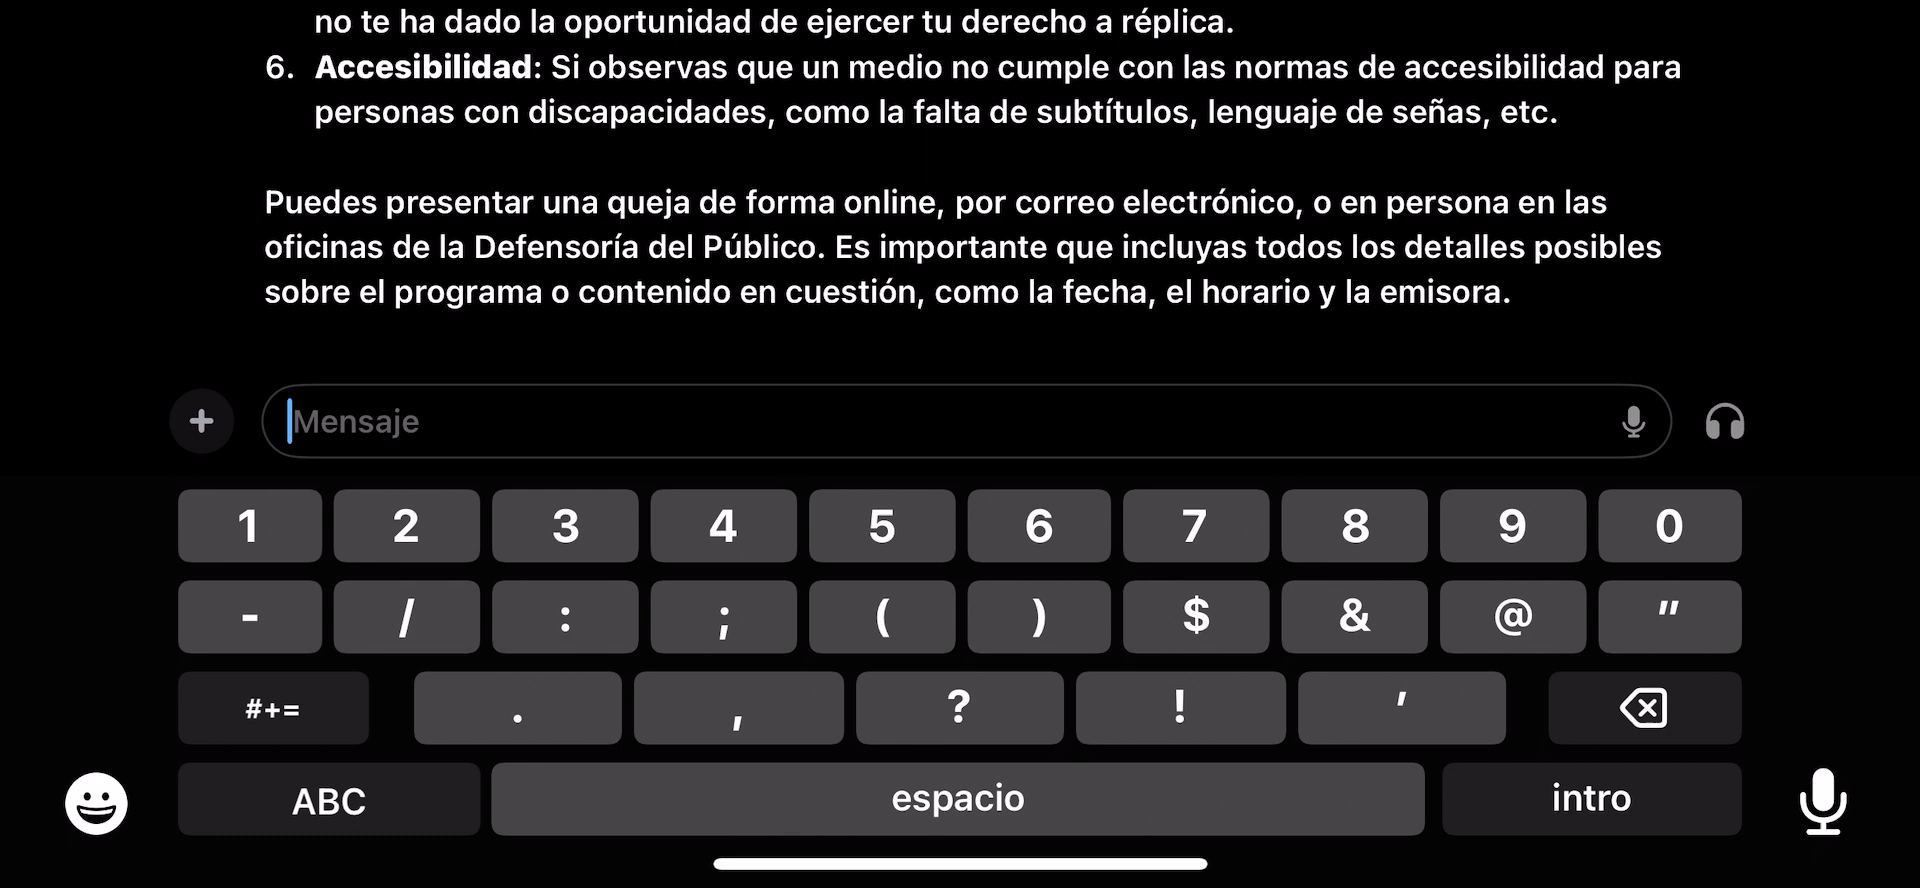 no te ha dado la oportunidad de ejercer tu derecho a réplica.
6. Accesibilidad: Si observas que un medio no cumple con las normas de accesibilidad para
personas con discapacidades, como la falta de subtítulos, lenguaje de señas, etc.
Puedes presentar una queja de forma online, por correo electrónico, o en persona en las
oficinas de la Defensoría del Público. Es importante que incluyas todos los detalles posibles
sobre el programa o contenido en cuestión, como la fecha, el horario y la emisora.
Mensaje
1 2 3 4 5 6 7 8 9 0
- / : ; ( ) $ & @ "
#+= . , ? ! '
ABC espacio intro